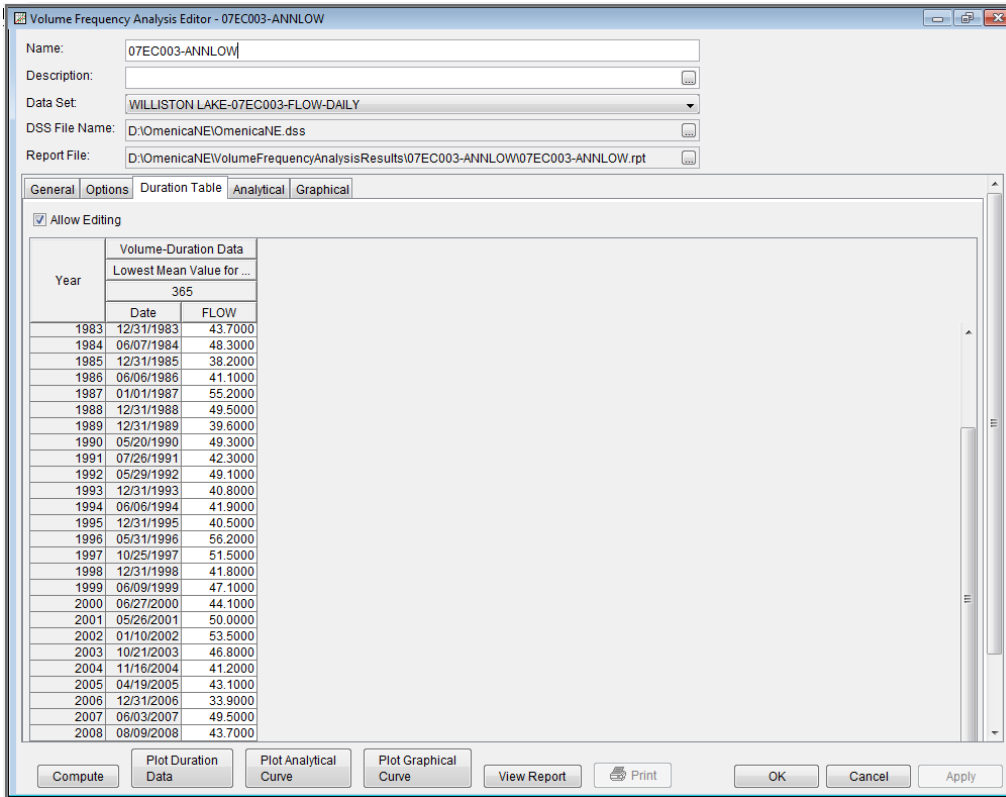 Volume Frequency Analysis Editor - 07EC003-ANNLOW
Name: 07EC003-ANNLOW
Description:
Data Set: WILLISTON LAKE-07EC003-FLOW-DAILY
DSS File Name: D:\OmenicaNE\OmenicaNE.dss
Report File: D:\OmenicaNE\VolumeFrequencyAnalysisResults\07EC003-ANNLOW\07EC003-ANNLOW.rpt
General Options Duration Table Analytical Graphical
Allow Editing
Year
Volume-Duration Data
Lowest Mean Value for ...
365
Date FLOW
1983 12/31/1983 43.7000
1984 06/07/1984 48.3000
1985 12/31/1985 38.2000
1986 06/06/1986 41.1000
1987 01/01/1987 55.2000
1988 12/31/1988 49.5000
1989 12/31/1989 39.6000
1990 05/20/1990 49.3000
1991 07/26/1991 42.3000
1992 05/29/1992 49.1000
1993 12/31/1993 40.8000
1994 06/06/1994 41.9000
1995 12/31/1995 40.5000
1996 05/31/1996 56.2000
1997 10/25/1997 51.5000
1998 12/31/1998 41.8000
1999 06/09/1999 47.1000
2000 06/27/2000 44.1000
2001 05/26/2001 50.0000
2002 01/10/2002 53.5000
2003 10/21/2003 46.8000
2004 11/16/2004 41.2000
2005 04/19/2005 43.1000
2006 12/31/2006 33.9000
2007 06/03/2007 49.5000
2008 08/09/2008 43.7000
Compute
Plot Duration
Data
Plot Analytical
Curve
Plot Graphical
Curve
View Report
Print
OK
Cancel
Apply